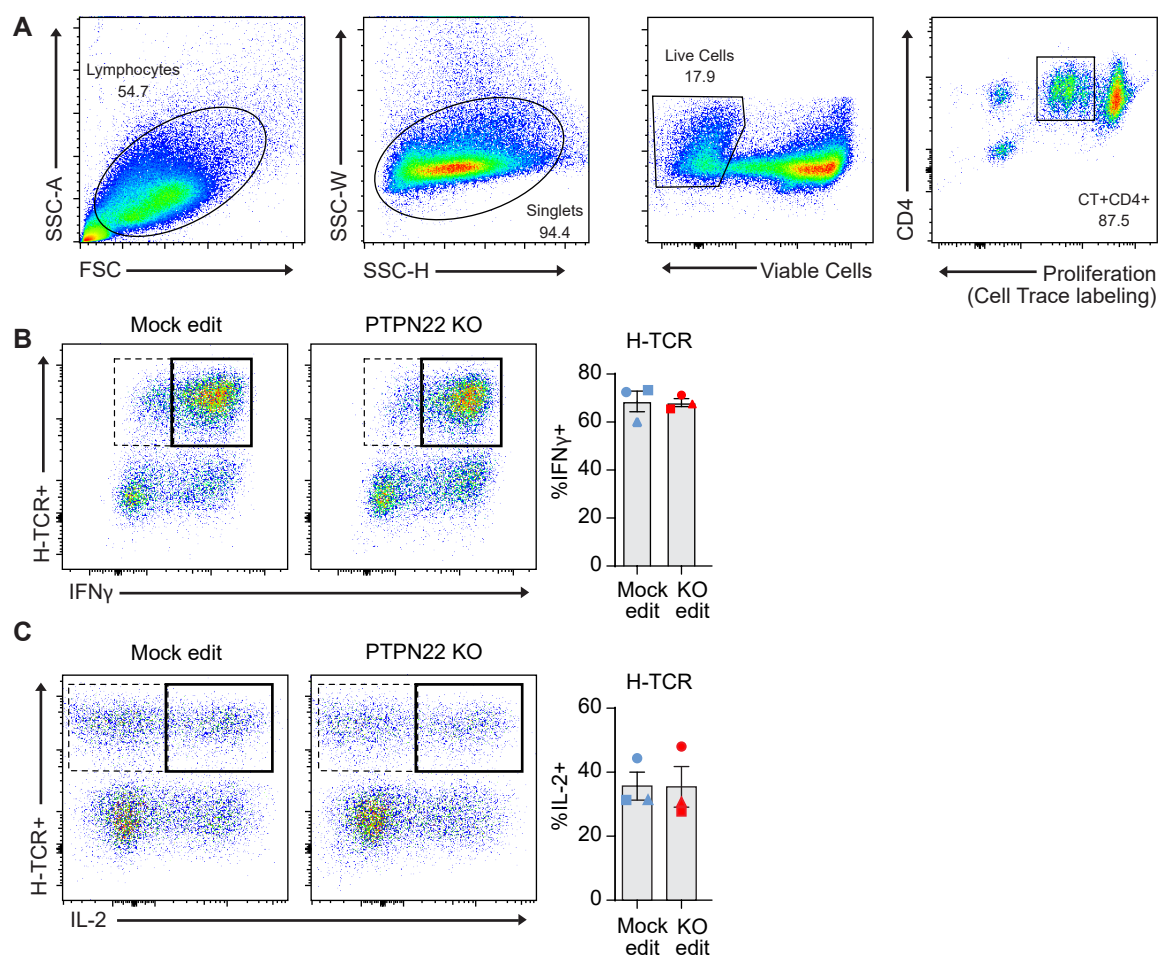 A
Lymphocytes
54.7
SSC-A
FSC
Singlets
94.4
SSC-W
SSC-H
Live Cells
17.9
Viable Cells
CT+CD4+
87.5
CD4
Proliferation
(Cell Trace labeling)
B
Mock edit
PTPN22 KO
H-TCR+
IFNγ
H-TCR
%IFNγ+
80
60
40
20
0
Mock
edit
KO
edit
C
Mock edit
PTPN22 KO
H-TCR+
IL-2
H-TCR
%IL-2+
60
40
20
0
Mock
edit
KO
edit